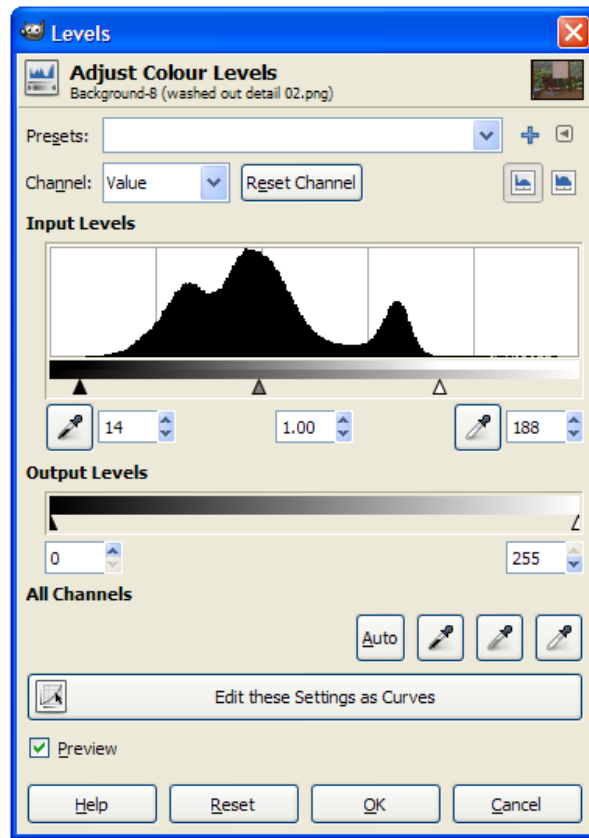 Levels
Adjust Colour Levels
Background-8 (washed out detail 02.png)
Presets:
Channel: Value Reset Channel
Input Levels
14 1.00 188
Output Levels
0 255
All Channels
Auto
Edit these Settings as Curves
Preview
Help Reset OK Cancel